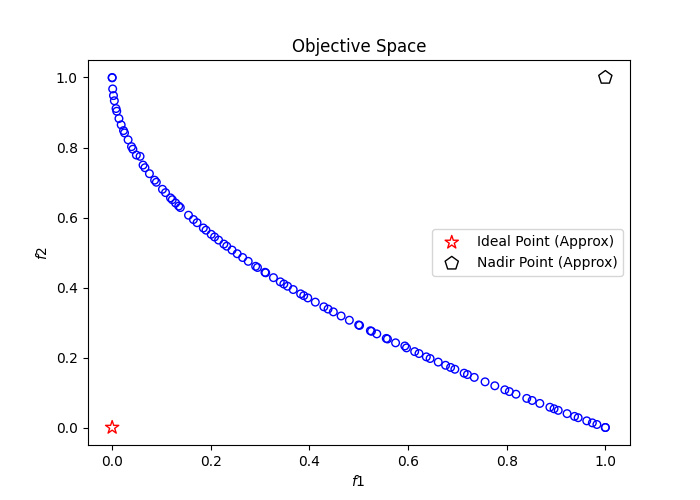 Objective Space
1.0
0.8
0.6
0.4
0.2
0.0
f2
Ideal Point (Approx)
Nadir Point (Approx)
0.0 0.2 0.4 0.6 0.8 1.0
f1